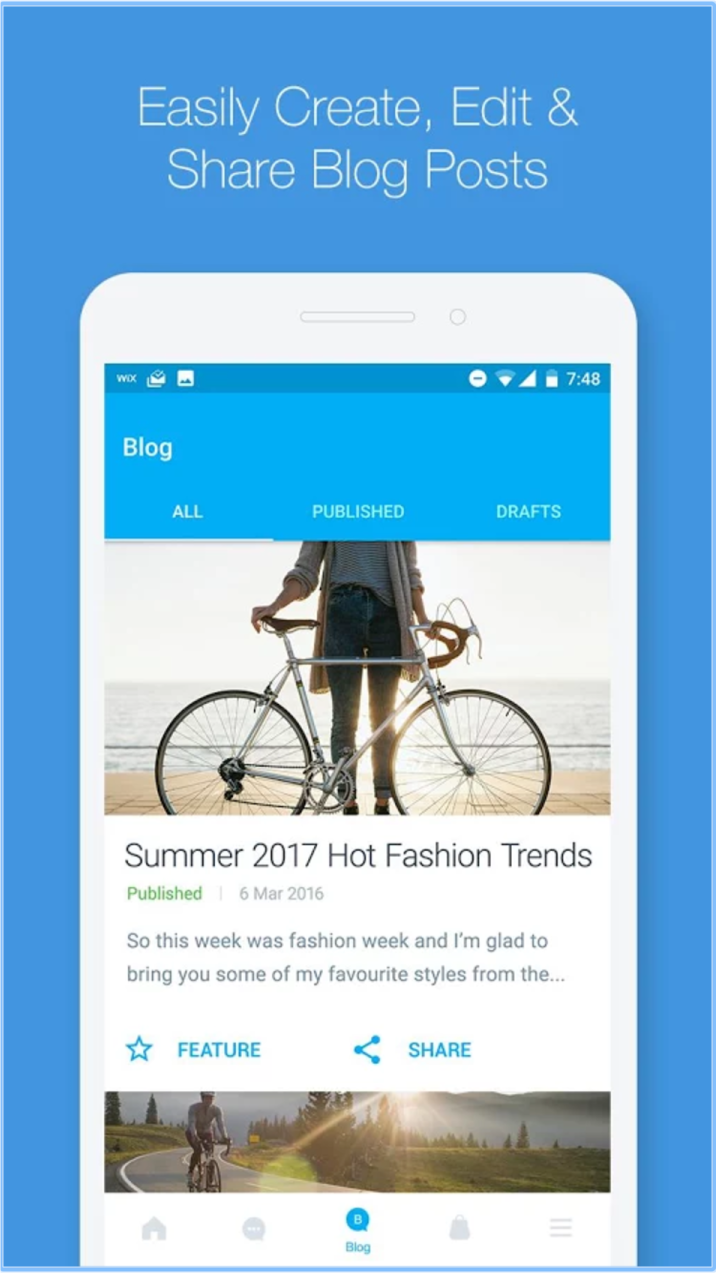 Easily Create, Edit &
Share Blog Posts
WiX 7:48
Blog
ALL PUBLISHED DRAFTS
Summer 2017 Hot Fashion Trends
Published | 6 Mar 2016
So this week was fashion week and I'm glad to
bring you some of my favourite styles from the...
FEATURE SHARE
B
Blog